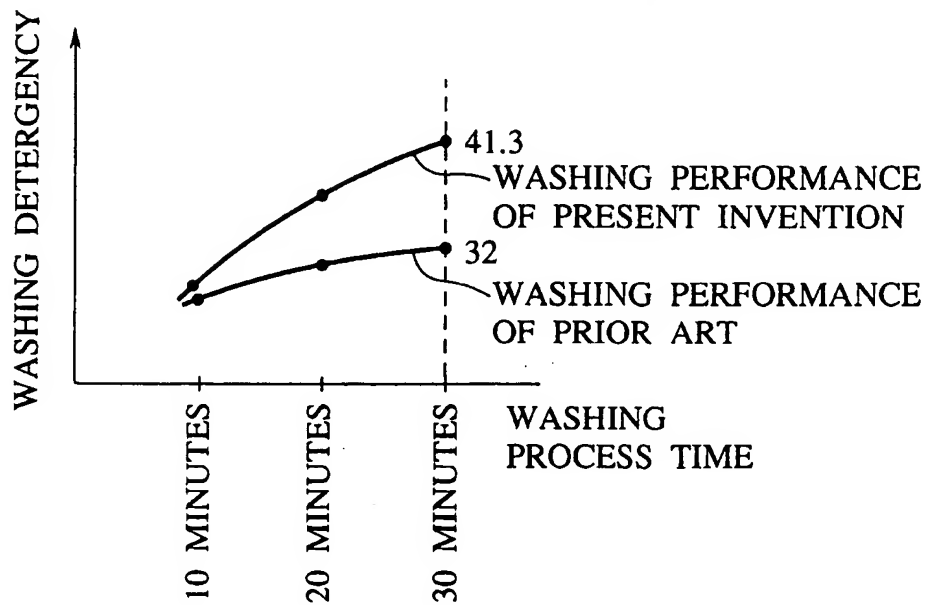 WASHING DETERGENCY
41.3
WASHING PERFORMANCE
OF PRESENT INVENTION
32
WASHING PERFORMANCE
OF PRIOR ART
10 MINUTES
20 MINUTES
30 MINUTES
WASHING
PROCESS TIME